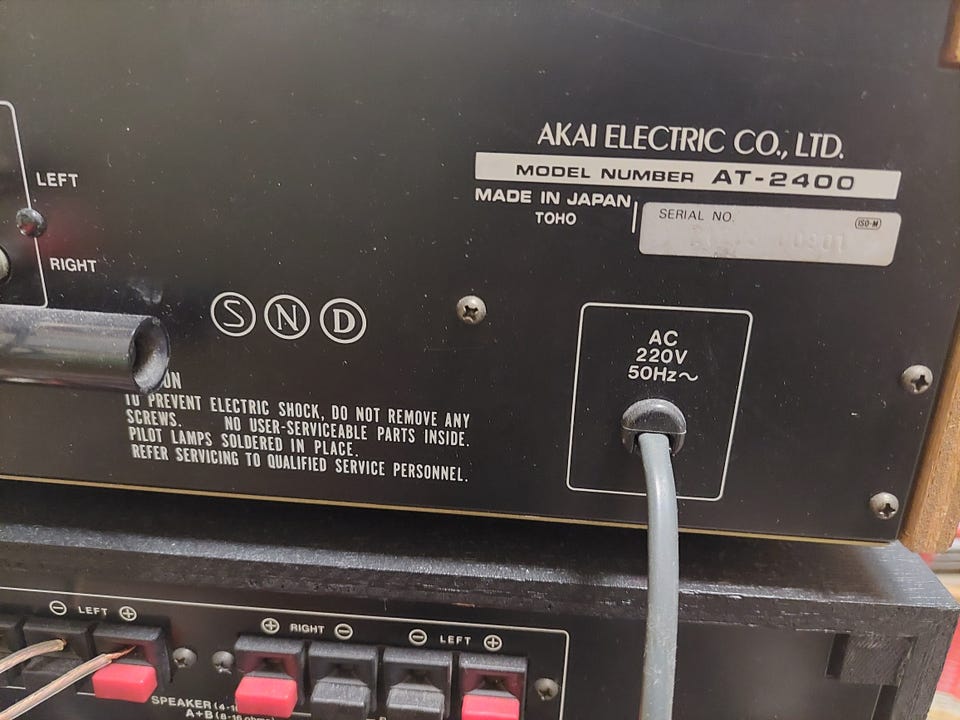 AKAI ELECTRIC CO., LTD.
MODEL NUMBER AT-2400
MADE IN JAPAN
TOHO
SERIAL NO.
ISO-M
LEFT
RIGHT
S N D
AC
220V
50Hz~
TO PREVENT ELECTRIC SHOCK, DO NOT REMOVE ANY
SCREWS. NO USER-SERVICEABLE PARTS INSIDE.
PILOT LAMPS SOLDERED IN PLACE.
REFER SERVICING TO QUALIFIED SERVICE PERSONNEL.
⊖ LEFT ⊕
⊕ RIGHT ⊖
⊖ LEFT ⊕
SPEAKER
A+B